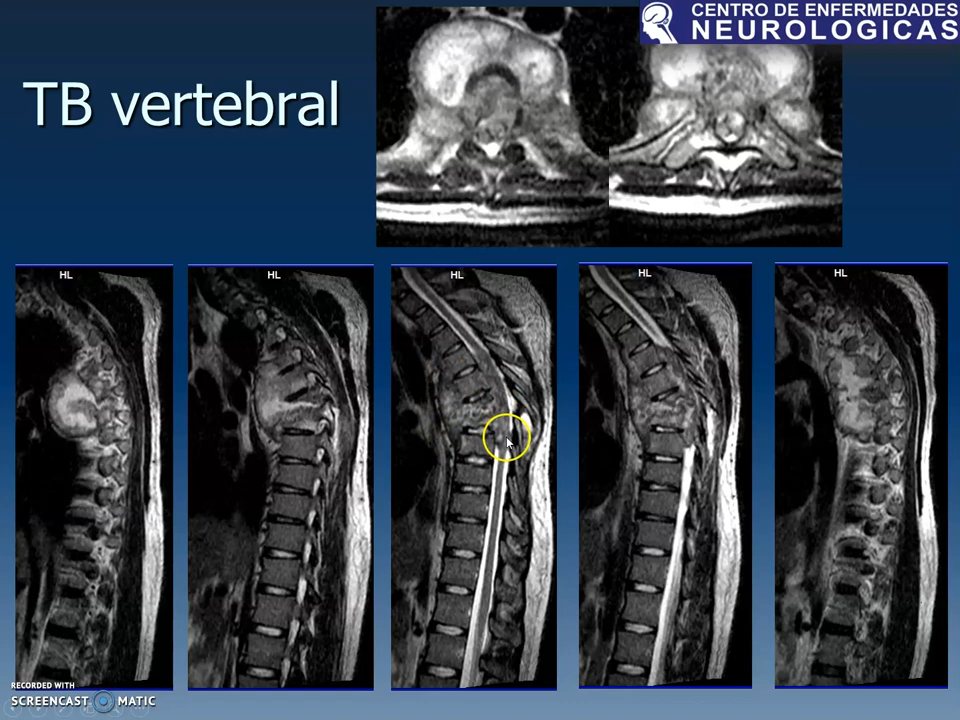 CENTRO DE ENFERMEDADES
NEUROLOGICAS
TB vertebral
HL
HL
HL
HL
HL
RECORDED WITH
SCREENCAST MATIC